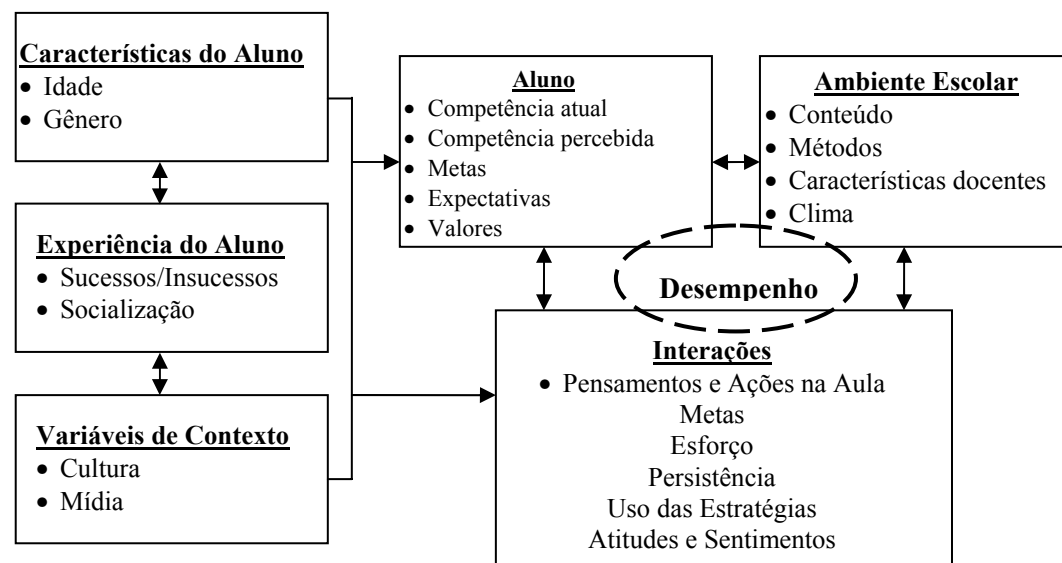 Características do Aluno
• Idade
• Gênero
Experiência do Aluno
• Sucessos/Insucessos
• Socialização
Variáveis de Contexto
• Cultura
• Mídia
Aluno
• Competência atual
• Competência percebida
• Metas
• Expectativas
• Valores
Ambiente Escolar
• Conteúdo
• Métodos
• Características docentes
• Clima
Desempenho
Interações
• Pensamentos e Ações na Aula
Metas
Esforço
Persistência
Uso das Estratégias
Atitudes e Sentimentos